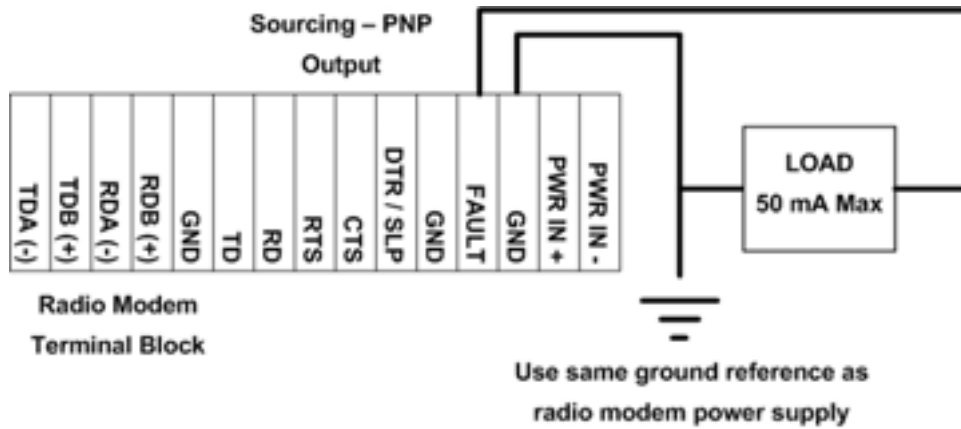 Sourcing – PNP
Output
TDA (-)
TDB (+)
RDA (-)
RDB (+)
GND
TD
RD
RTS
CTS
DTR / SLP
GND
FAULT
GND
PWR IN +
PWR IN -
LOAD
50 mA Max
Radio Modem
Terminal Block
Use same ground reference as
radio modem power supply